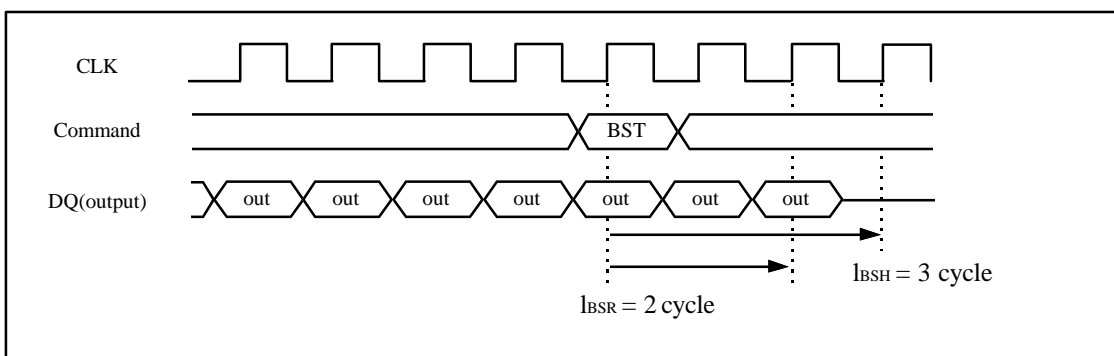 CLK
Command
BST
DQ(output)
out out out out out out out
lBSH = 3 cycle
lBSR = 2 cycle